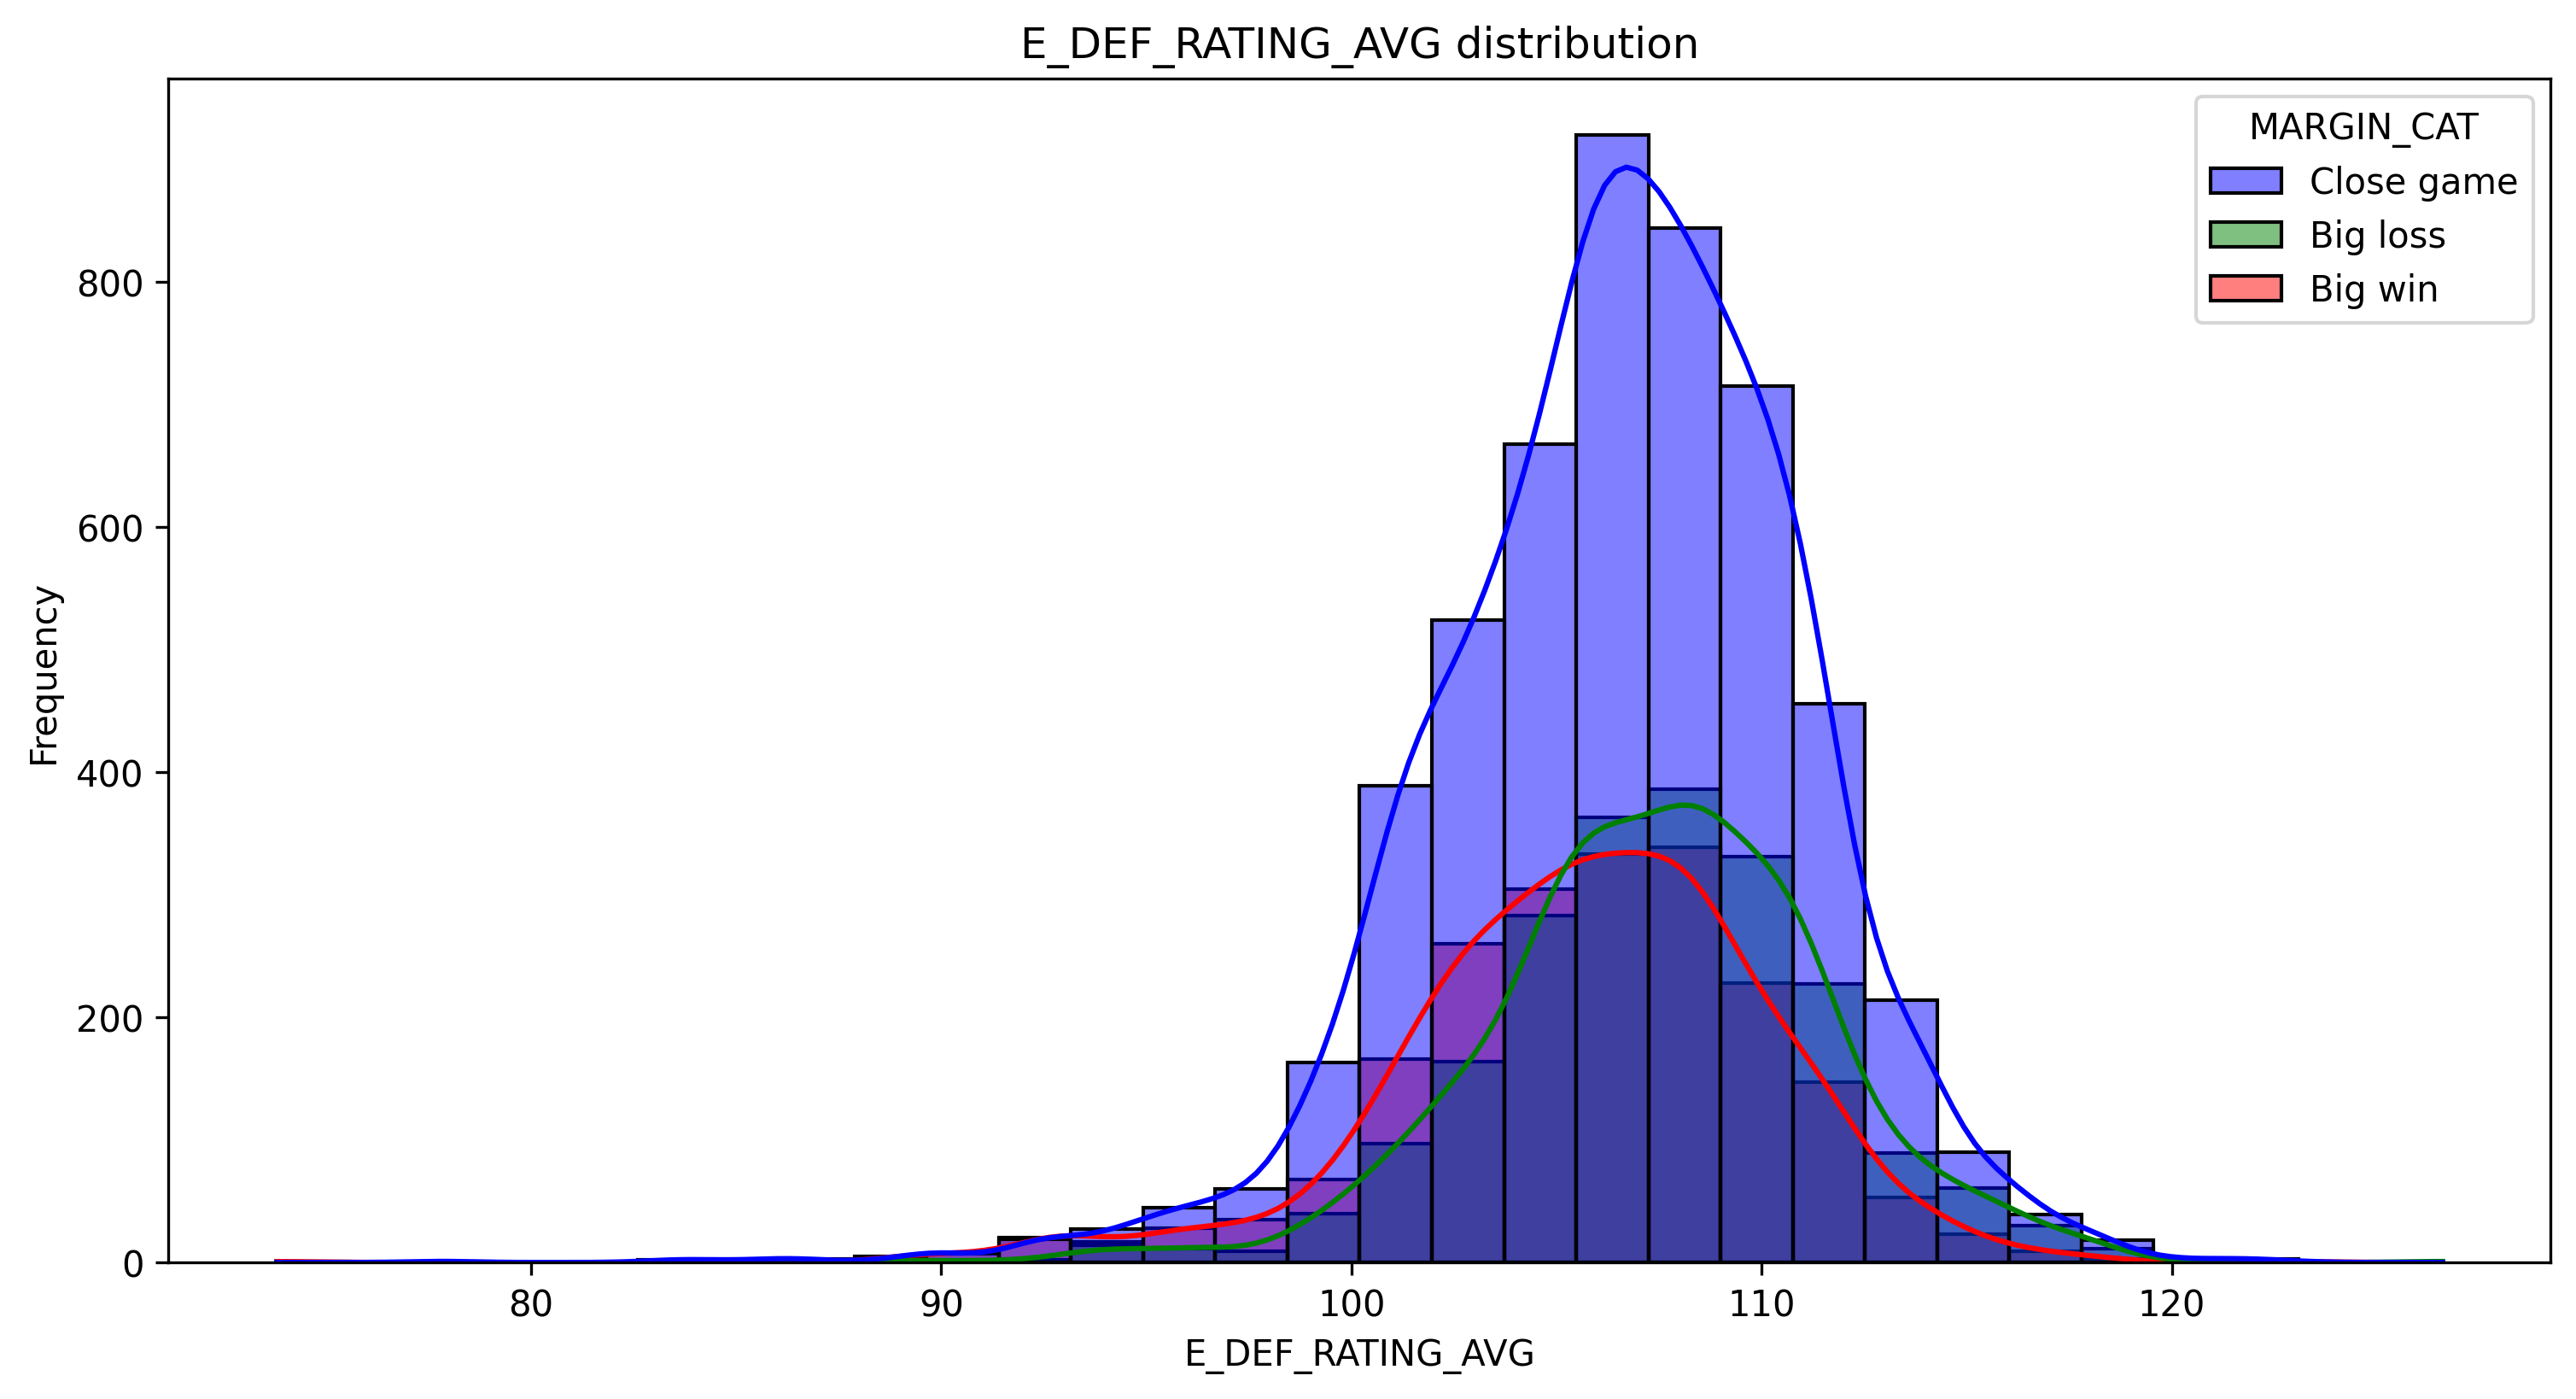 E_DEF_RATING_AVG distribution
MARGIN_CAT
Close game
Big loss
Big win
800
600
400
200
0
Frequency
80 90 100 110 120
E_DEF_RATING_AVG